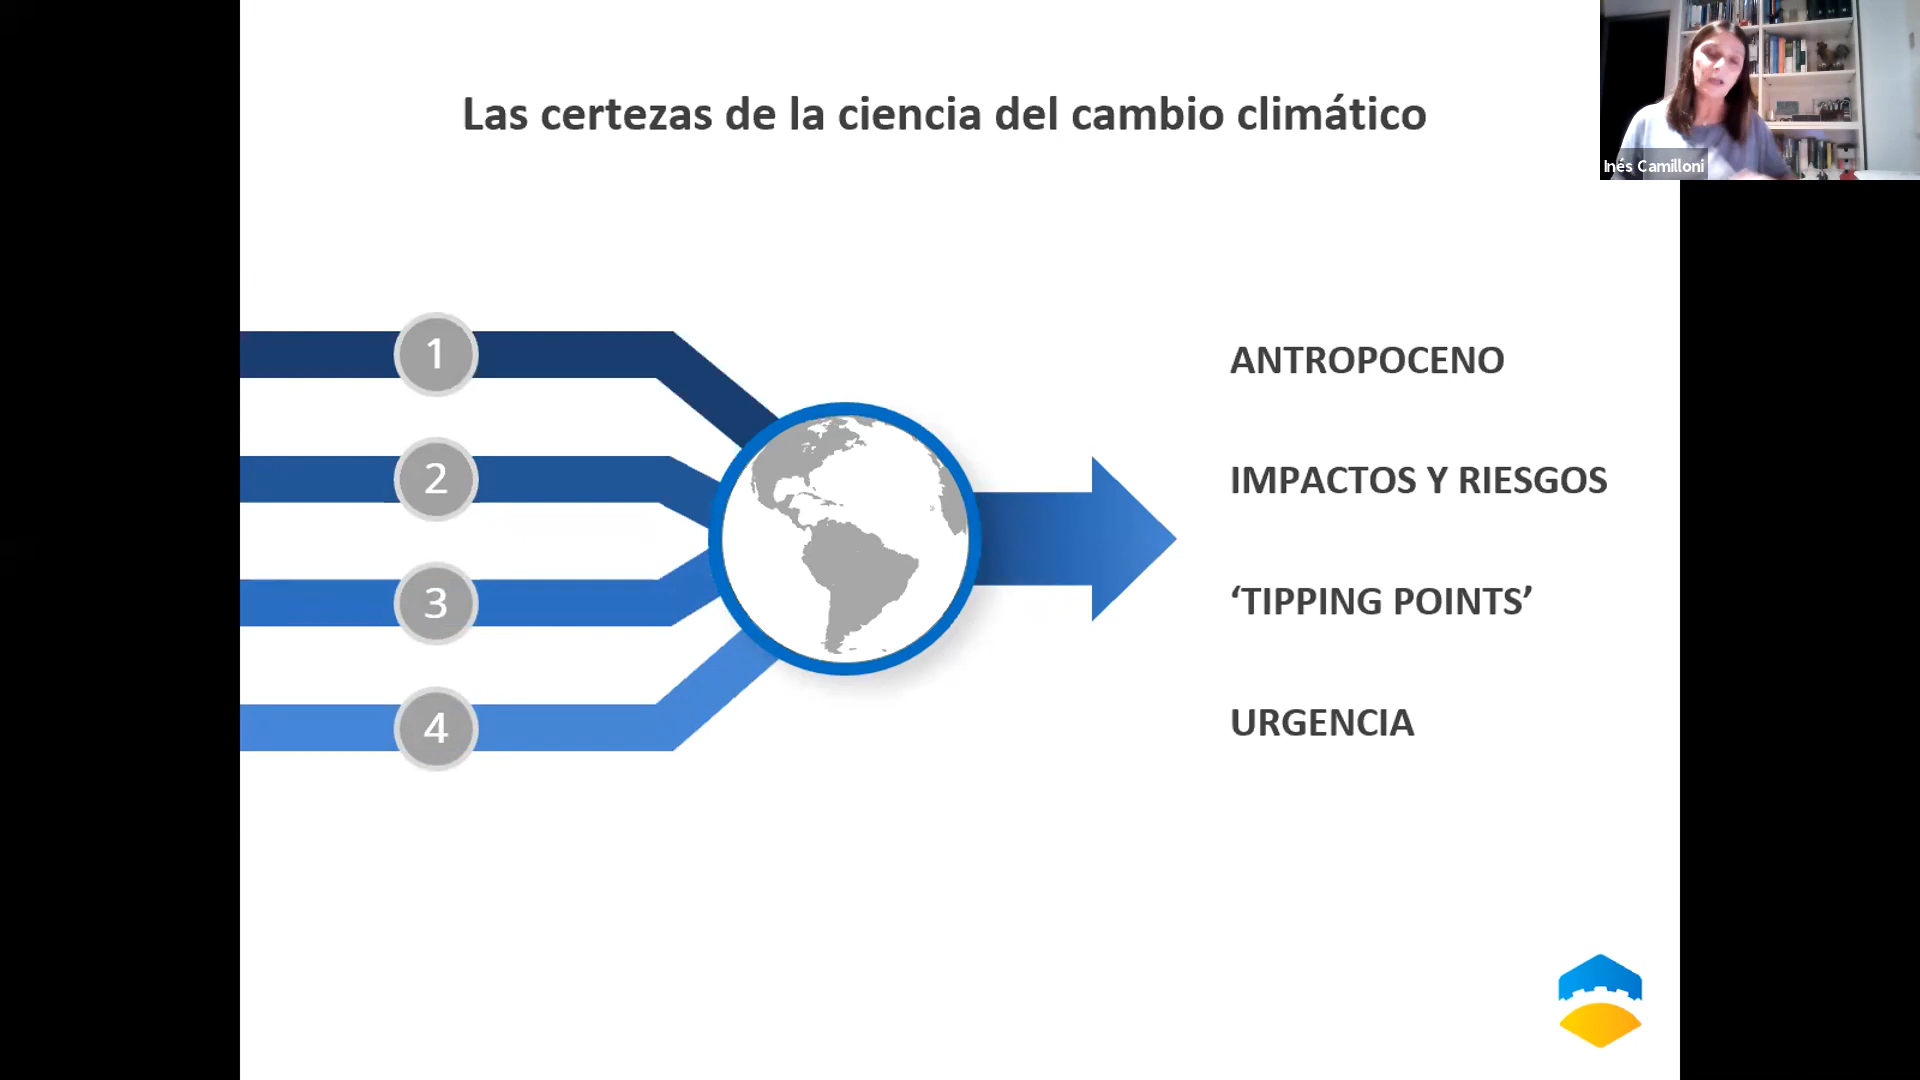 Las certezas de la ciencia del cambio climático
Inés Camilloni
1
ANTROPOCENO
2
IMPACTOS Y RIESGOS
3
‘TIPPING POINTS’
4
URGENCIA